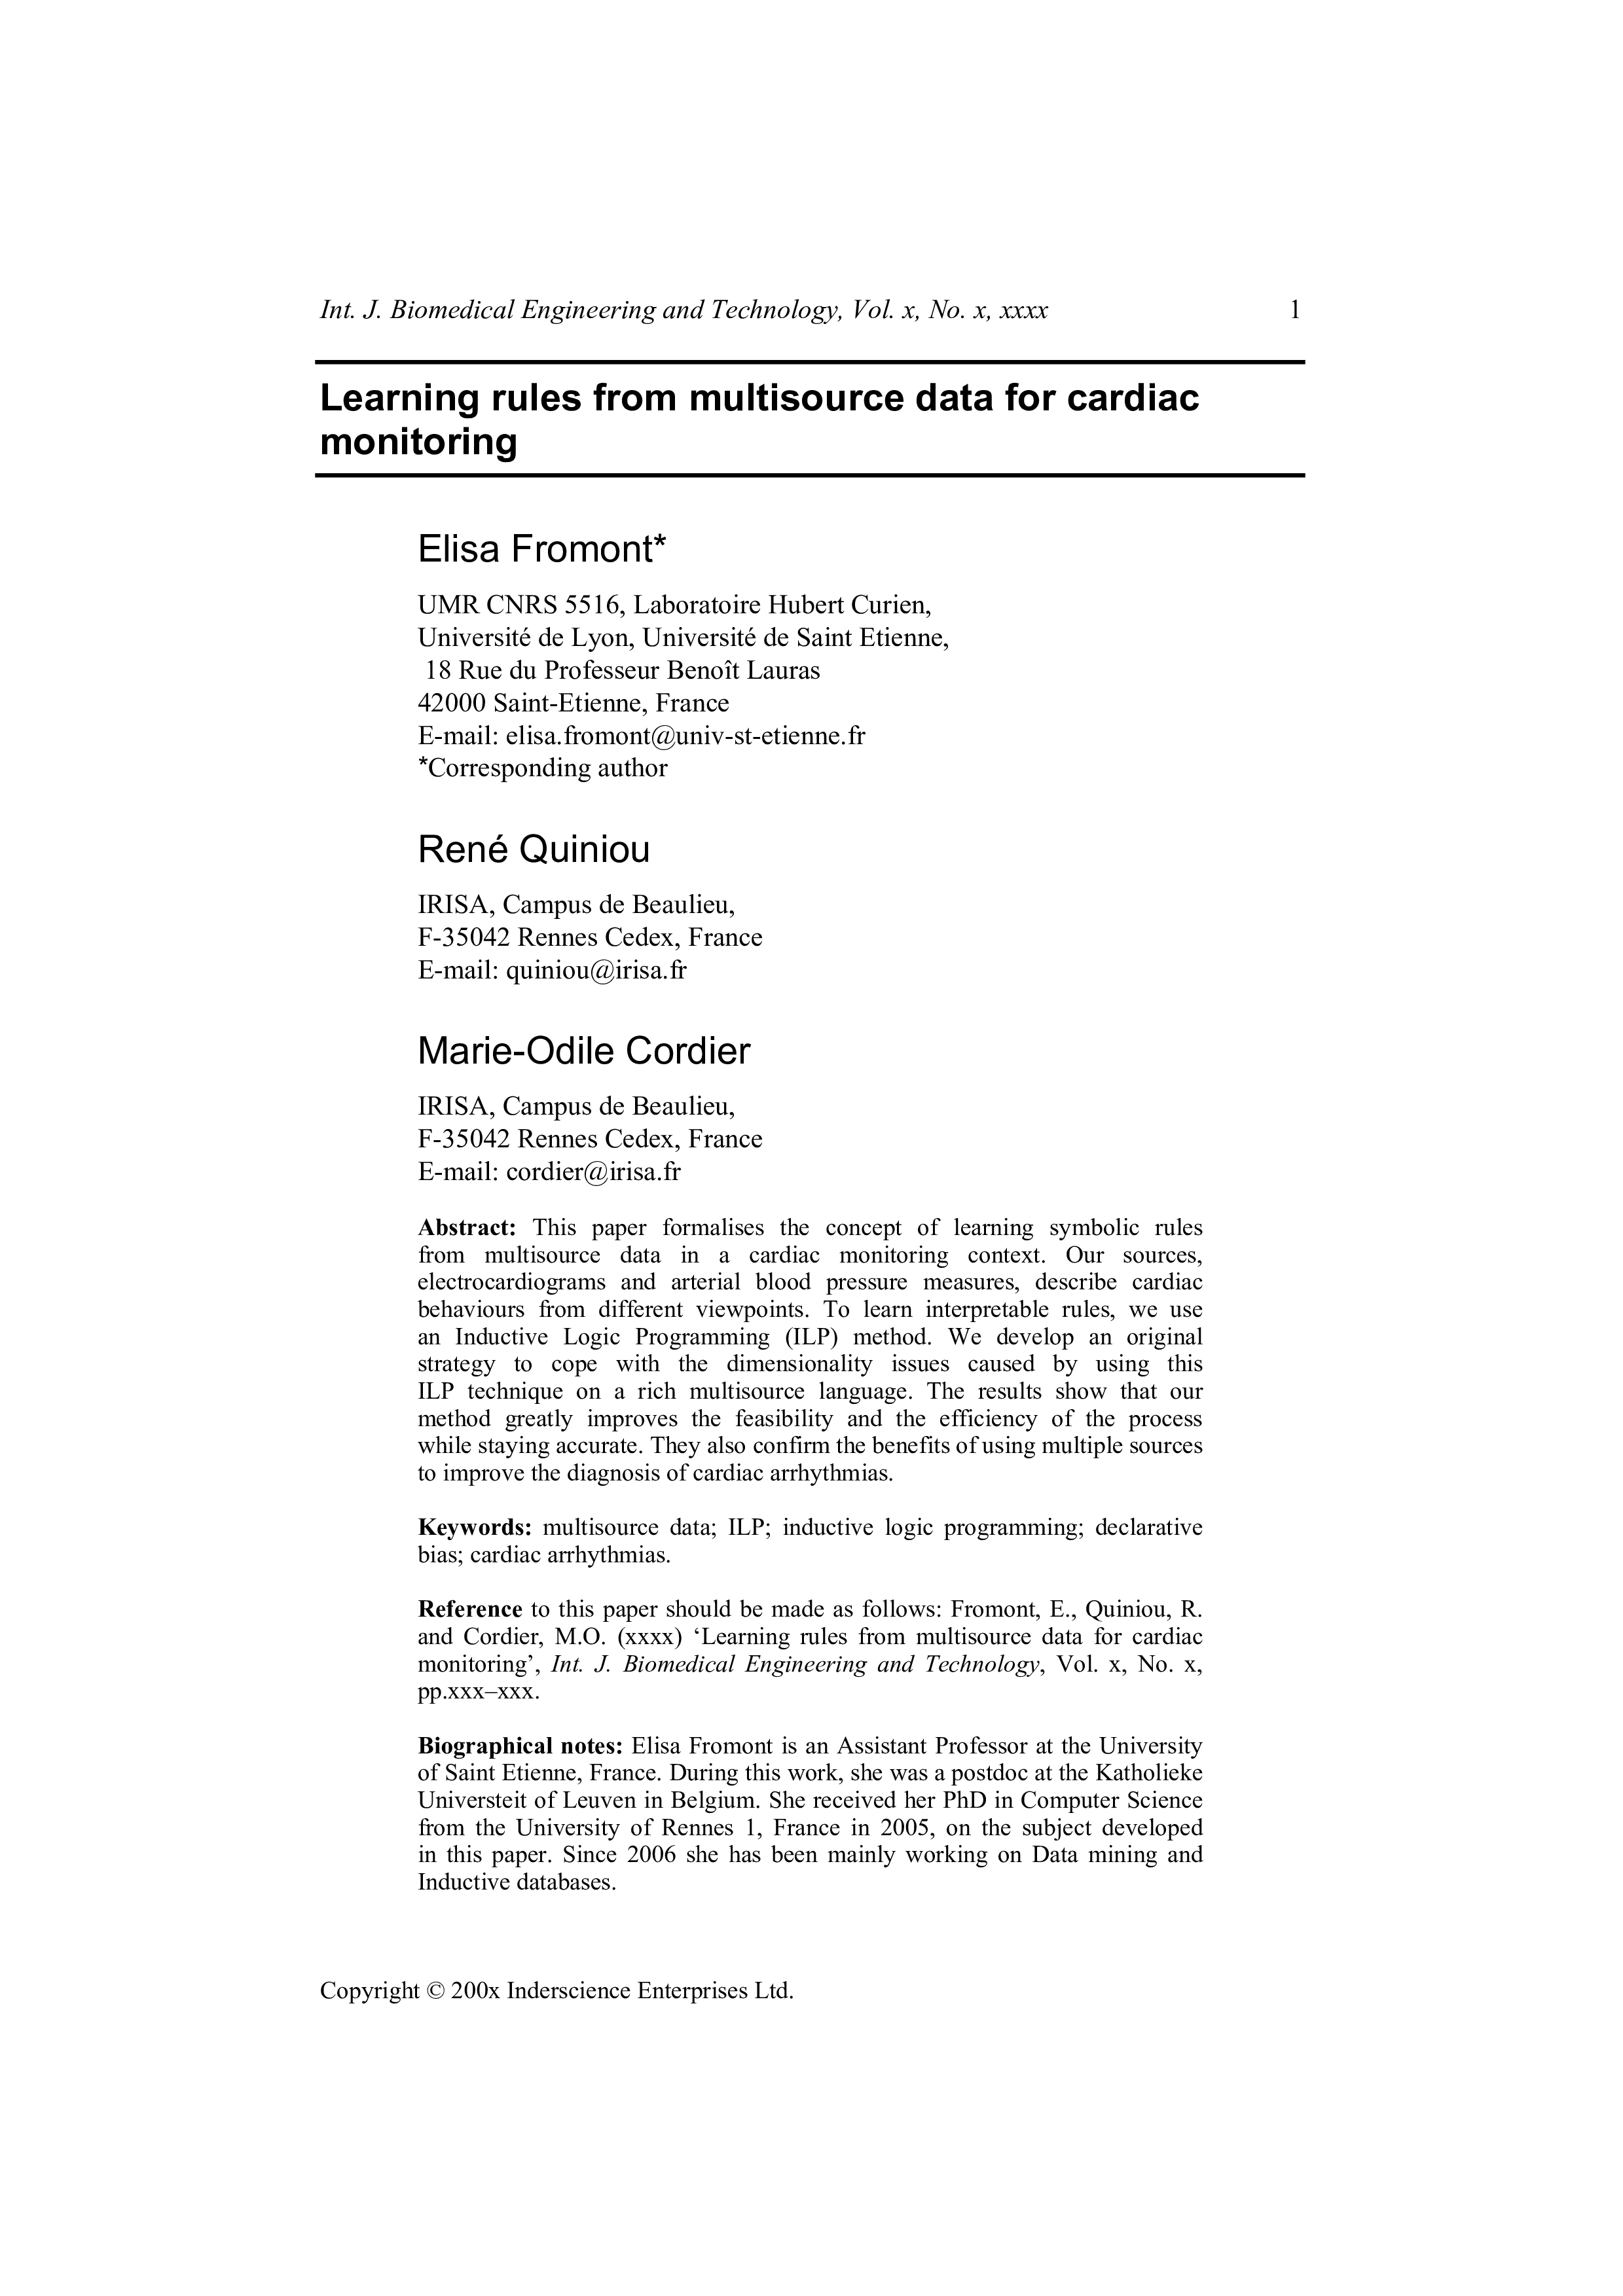 Int. J. Biomedical Engineering and Technology, Vol. x, No. x, xxxx 1
Learning rules from multisource data for cardiac
monitoring
Elisa Fromont*
UMR CNRS 5516, Laboratoire Hubert Curien,
Université de Lyon, Université de Saint Etienne,
18 Rue du Professeur Benoît Lauras
42000 Saint-Etienne, France
E-mail: elisa.fromont@univ-st-etienne.fr
*Corresponding author
René Quiniou
IRISA, Campus de Beaulieu,
F-35042 Rennes Cedex, France
E-mail: quiniou@irisa.fr
Marie-Odile Cordier
IRISA, Campus de Beaulieu,
F-35042 Rennes Cedex, France
E-mail: cordier@irisa.fr
Abstract: This paper formalises the concept of learning symbolic rules
from multisource data in a cardiac monitoring context. Our sources,
electrocardiograms and arterial blood pressure measures, describe cardiac
behaviours from different viewpoints. To learn interpretable rules, we use
an Inductive Logic Programming (ILP) method. We develop an original
strategy to cope with the dimensionality issues caused by using this
ILP technique on a rich multisource language. The results show that our
method greatly improves the feasibility and the efficiency of the process
while staying accurate. They also confirm the benefits of using multiple sources
to improve the diagnosis of cardiac arrhythmias.
Keywords: multisource data; ILP; inductive logic programming; declarative
bias; cardiac arrhythmias.
Reference to this paper should be made as follows: Fromont, E., Quiniou, R.
and Cordier, M.O. (xxxx) ‘Learning rules from multisource data for cardiac
monitoring’, Int. J. Biomedical Engineering and Technology, Vol. x, No. x,
pp.xxx–xxx.
Biographical notes: Elisa Fromont is an Assistant Professor at the University
of Saint Etienne, France. During this work, she was a postdoc at the Katholieke
Universteit of Leuven in Belgium. She received her PhD in Computer Science
from the University of Rennes 1, France in 2005, on the subject developed
in this paper. Since 2006 she has been mainly working on Data mining and
Inductive databases.
Copyright © 200x Inderscience Enterprises Ltd.